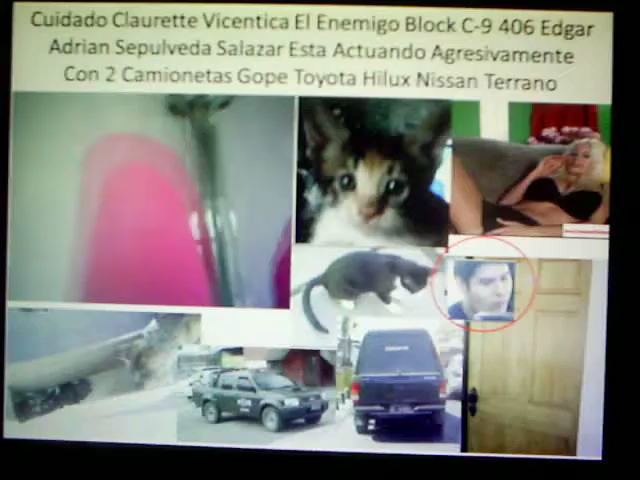 Cuidado Claurette Vicentica El Enemigo Block C-9 406 Edgar
Adrian Sepulveda Salazar Esta Actuando Agresivamente
Con 2 Camionetas Gope Toyota Hilux Nissan Terrano